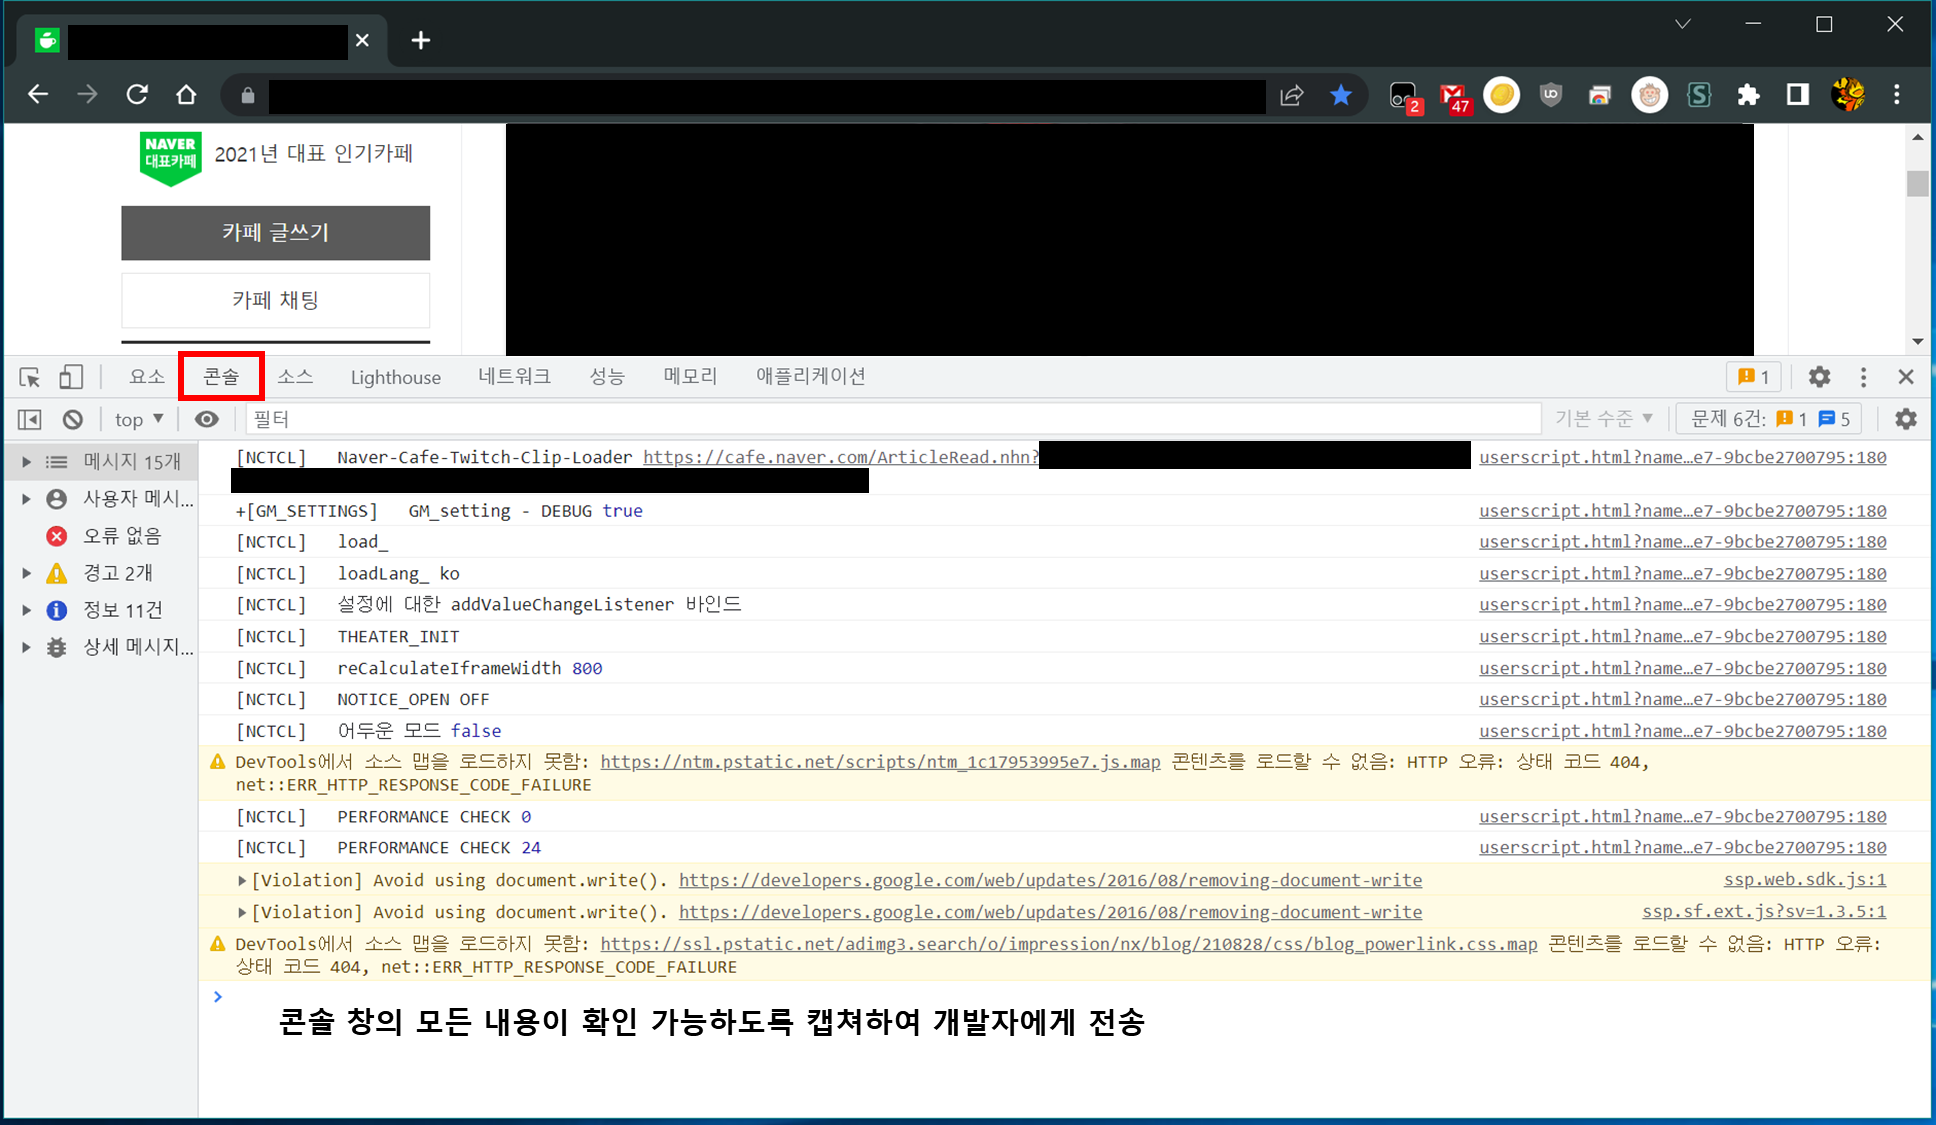 2
47
NAVER
대표카페
2021년 대표 인기카페
카페 글쓰기
카페 채팅
요소 콘솔 소스 Lighthouse 네트워크 성능 메모리 애플리케이션 1
top 필터 기본 수준 문제 6건: 1 5
메시지 15개
사용자 메시...
오류 없음
경고 2개
정보 11건
상세 메시지...
[NCTCL] Naver-Cafe-Twitch-Clip-Loader https://cafe.naver.com/ArticleRead.nhn? userscript.html?name…e7-9bcbe2700795:180
+[GM_SETTINGS] GM_setting - DEBUG true userscript.html?name…e7-9bcbe2700795:180
[NCTCL] load_ userscript.html?name…e7-9bcbe2700795:180
[NCTCL] loadLang_ ko userscript.html?name…e7-9bcbe2700795:180
[NCTCL] 설정에 대한 addValueChangeListener 바인드 userscript.html?name…e7-9bcbe2700795:180
[NCTCL] THEATER_INIT userscript.html?name…e7-9bcbe2700795:180
[NCTCL] reCalculateIframeWidth 800 userscript.html?name…e7-9bcbe2700795:180
[NCTCL] NOTICE_OPEN OFF userscript.html?name…e7-9bcbe2700795:180
[NCTCL] 어두운 모드 false userscript.html?name…e7-9bcbe2700795:180
DevTools에서 소스 맵을 로드하지 못함: https://ntm.pstatic.net/scripts/ntm_1c17953995e7.js.map 콘텐츠를 로드할 수 없음: HTTP 오류: 상태 코드 404,
net::ERR_HTTP_RESPONSE_CODE_FAILURE
[NCTCL] PERFORMANCE CHECK 0 userscript.html?name…e7-9bcbe2700795:180
[NCTCL] PERFORMANCE CHECK 24 userscript.html?name…e7-9bcbe2700795:180
[Violation] Avoid using document.write(). https://developers.google.com/web/updates/2016/08/removing-document-write ssp.web.sdk.js:1
[Violation] Avoid using document.write(). https://developers.google.com/web/updates/2016/08/removing-document-write ssp.sf.ext.js?sv=1.3.5:1
DevTools에서 소스 맵을 로드하지 못함: https://ssl.pstatic.net/adimg3.search/o/impression/nx/blog/210828/css/blog_powerlink.css.map 콘텐츠를 로드할 수 없음: HTTP 오류:
상태 코드 404, net::ERR_HTTP_RESPONSE_CODE_FAILURE
콘솔 창의 모든 내용이 확인 가능하도록 캡쳐하여 개발자에게 전송